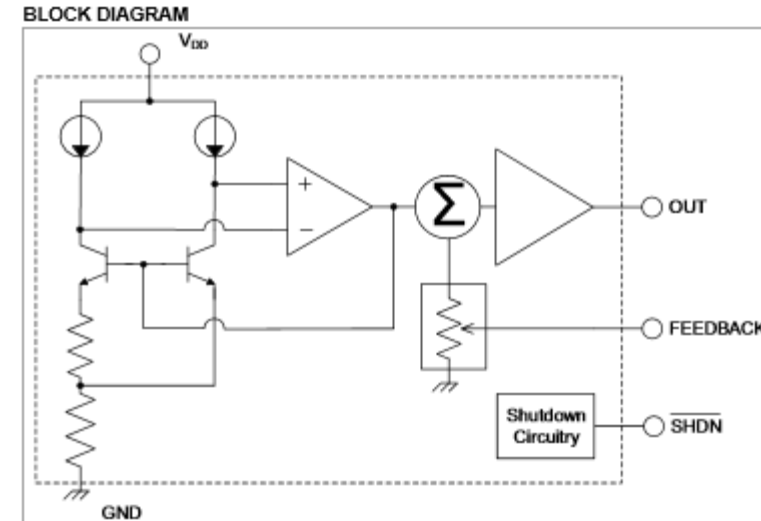 BLOCK DIAGRAM
VDD
+
−
Σ
OUT
FEEDBACK
Shutdown
Circuitry
SHDN
GND